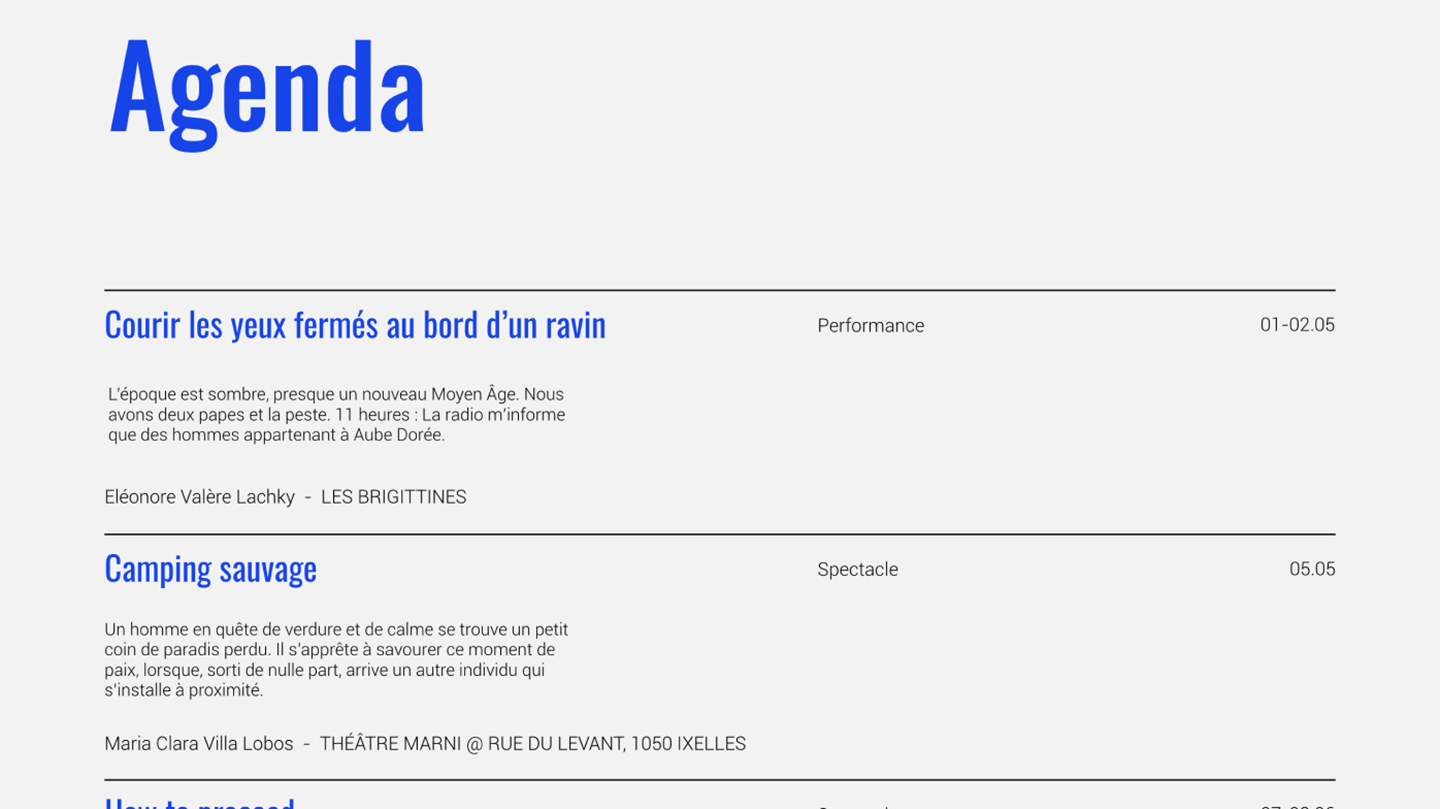 Agenda
Courir les yeux fermés au bord d’un ravin
Performance
01-02.05
L'époque est sombre, presque un nouveau Moyen Âge. Nous
avons deux papes et la peste. 11 heures : La radio m'informe
que des hommes appartenant à Aube Dorée.
Eléonore Valère Lachky - LES BRIGITTINES
Camping sauvage
Spectacle
05.05
Un homme en quête de verdure et de calme se trouve un petit
coin de paradis perdu. Il s'apprête à savourer ce moment de
paix, lorsque, sorti de nulle part, arrive un autre individu qui
s'installe à proximité.
Maria Clara Villa Lobos - THÉÂTRE MARNI @ RUE DU LEVANT, 1050 IXELLES
How to proceed